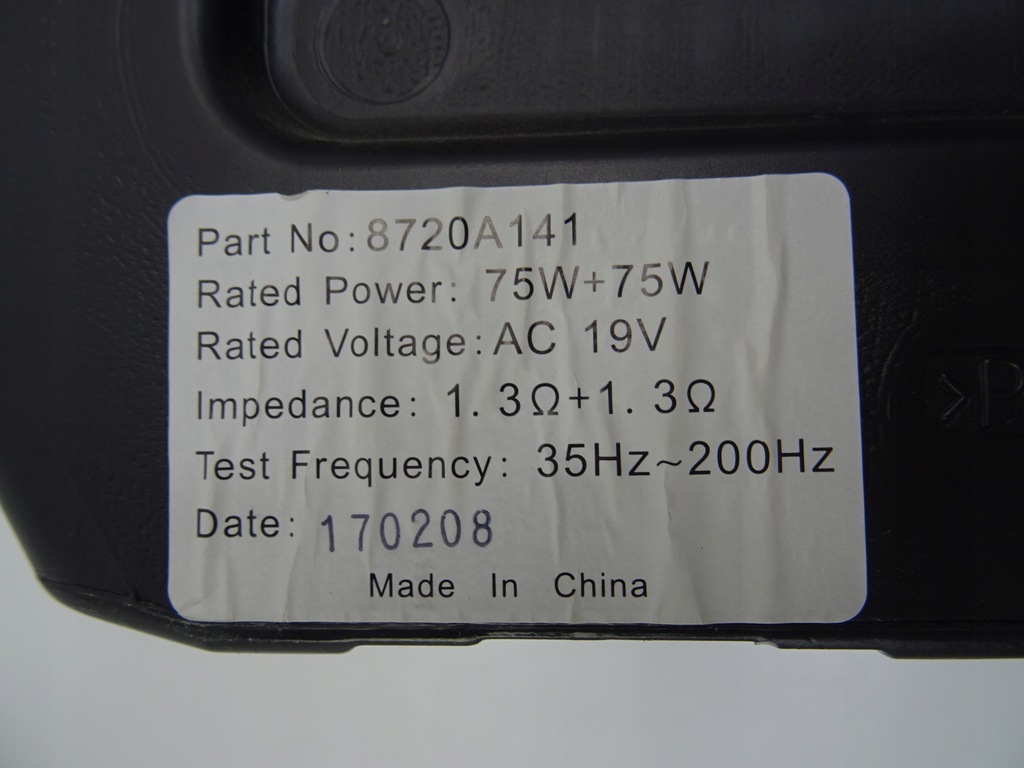 Part No: 8720A141
Rated Power: 75W+75W
Rated Voltage: AC 19V
Impedance: 1.3Ω+1.3Ω
Test Frequency: 35Hz~200Hz
Date: 170208
Made In China